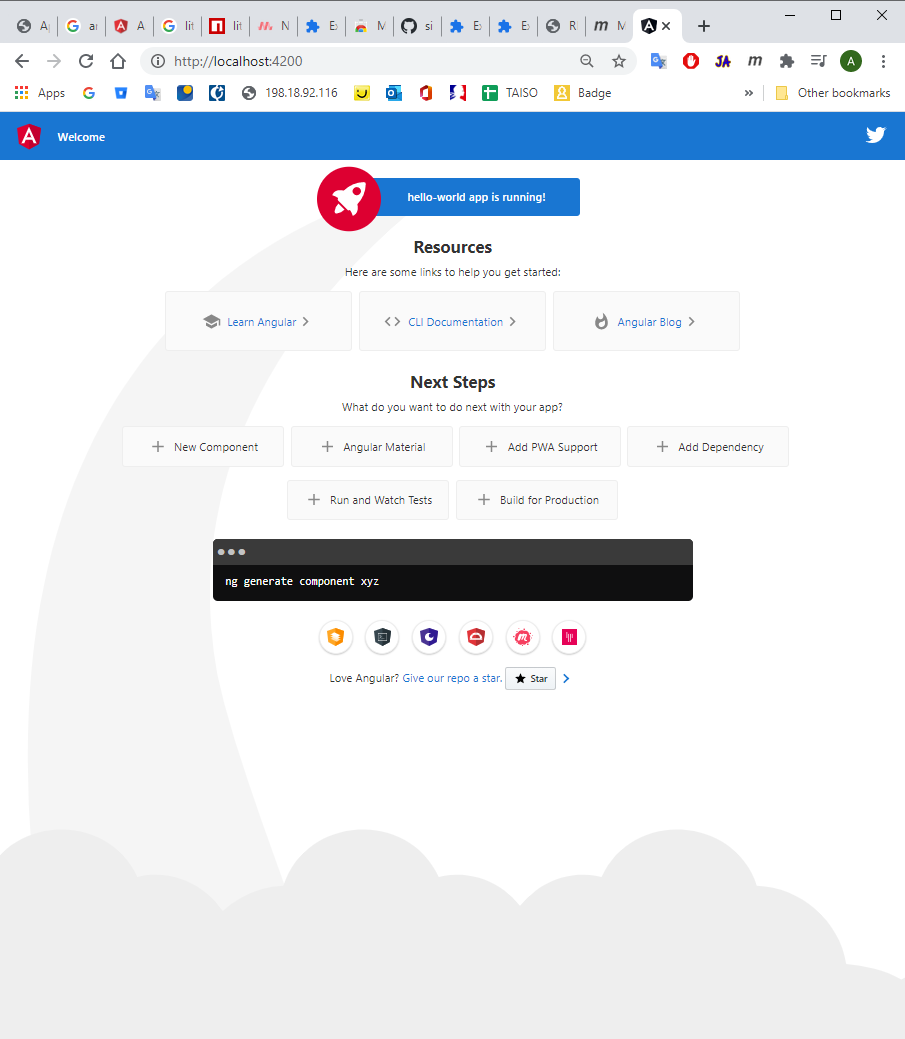 A
ar
A
lit
lit
N
Ex
M
si
Ex
Ex
R
M
http://localhost:4200
JA
m
A
Apps
198.18.92.116
TAISO
Badge
»
Other bookmarks
Welcome
hello-world app is running!
Resources
Here are some links to help you get started:
Learn Angular
CLI Documentation
Angular Blog
Next Steps
What do you want to do next with your app?
New Component
Angular Material
Add PWA Support
Add Dependency
Run and Watch Tests
Build for Production
ng generate component xyz
Love Angular? Give our repo a star. Star